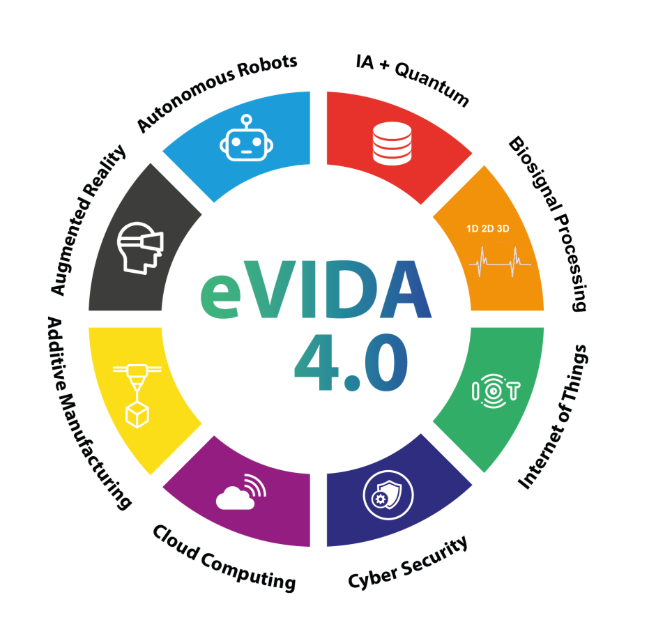 Autonomous Robots
IA + Quantum
Biosignal Processing
1D 2D 3D
Internet of Things
IOT
Cyber Security
Cloud Computing
Additive Manufacturing
Augmented Reality
eVIDA
4.0